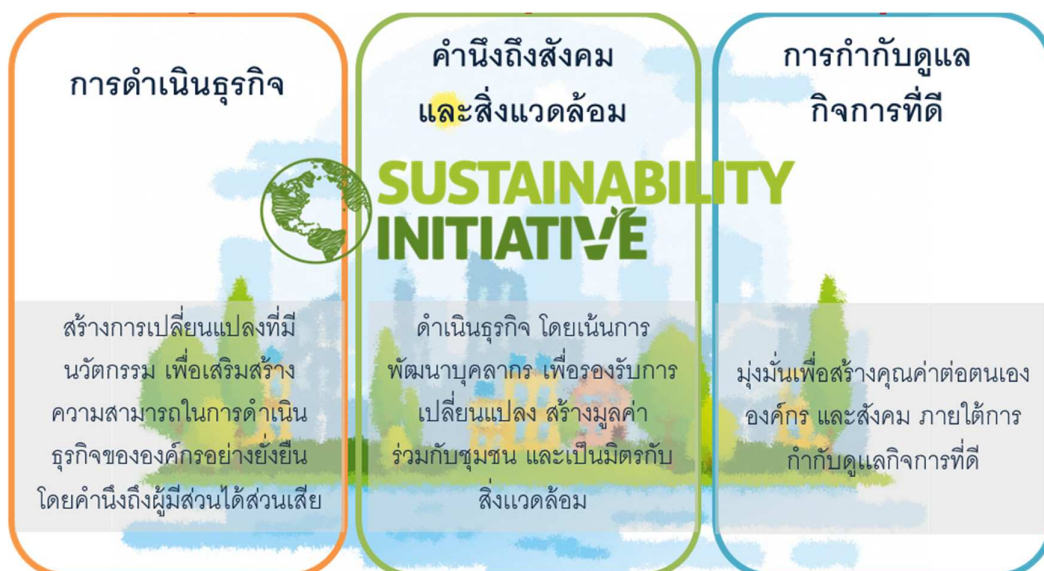 การดำเนินธุรกิจ
คำนึงถึงสังคม
และสิ่งแวดล้อม
การกำกับดูแล
กิจการที่ดี
SUSTAINABILITY
INITIATIVE
สร้างการเปลี่ยนแปลงที่มี
นวัตกรรม เพื่อเสริมสร้าง
ความสามารถในการดำเนิน
ธุรกิจขององค์กรอย่างยั่งยืน
โดยคำนึงถึงผู้มีส่วนได้ส่วนเสีย
ดำเนินธุรกิจ โดยเน้นการ
พัฒนาบุคลากร เพื่อรองรับการ
เปลี่ยนแปลง สร้างมูลค่า
ร่วมกับชุมชน และเป็นมิตรกับ
สิ่งแวดล้อม
มุ่งมั่นเพื่อสร้างคุณค่าต่อตนเอง
องค์กร และสังคม ภายใต้การ
กำกับดูแลกิจการที่ดี